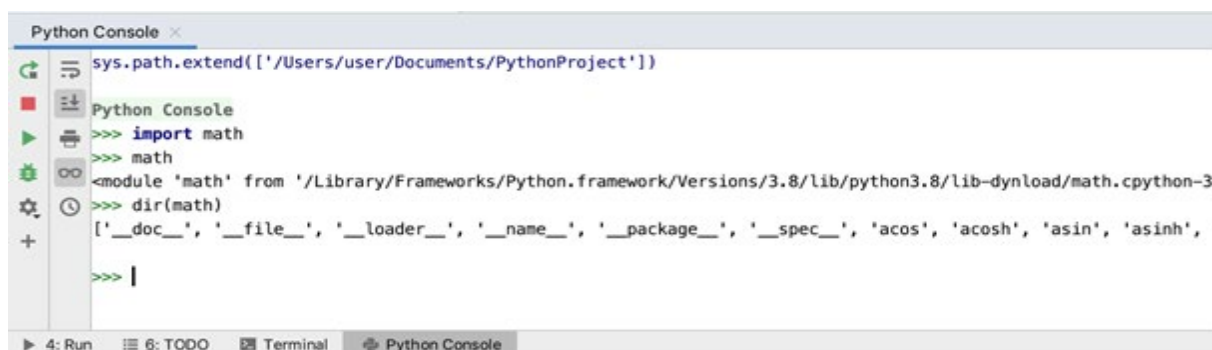 Python Console
sys.path.extend(['/Users/user/Documents/PythonProject'])
Python Console
>>> import math
>>> math
<module 'math' from '/Library/Frameworks/Python.framework/Versions/3.8/lib/python3.8/lib-dynload/math.cpython-3
>>> dir(math)
['__doc__', '__file__', '__loader__', '__name__', '__package__', '__spec__', 'acos', 'acosh', 'asin', 'asinh',
>>>
4: Run 6: TODO Terminal Python Console